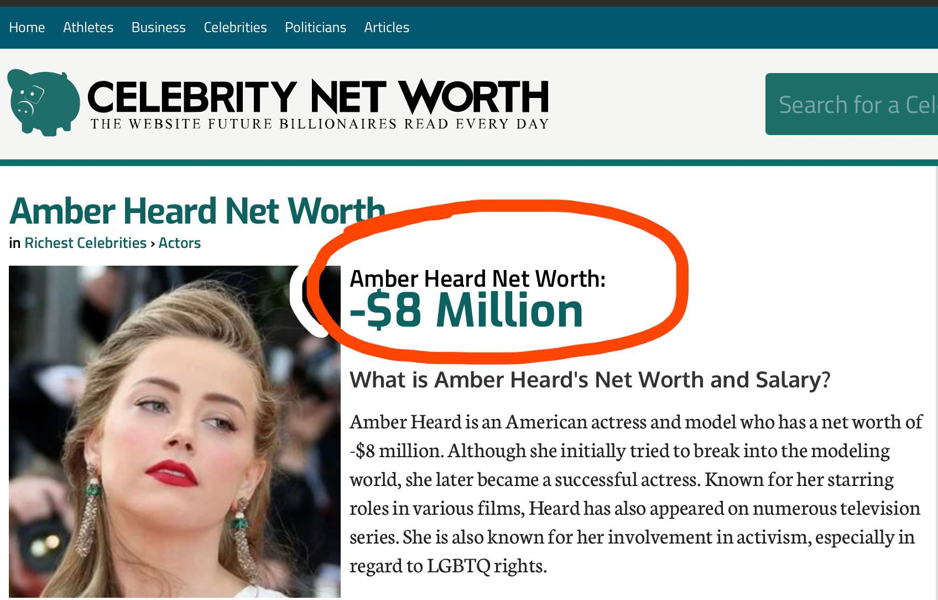 Home Athletes Business Celebrities Politicians Articles
CELEBRITY NET WORTH
THE WEBSITE FUTURE BILLIONAIRES READ EVERY DAY
Search for a Cel
Amber Heard Net Worth
in Richest Celebrities › Actors
Amber Heard Net Worth:
-$8 Million
What is Amber Heard's Net Worth and Salary?
Amber Heard is an American actress and model who has a net worth of
-$8 million. Although she initially tried to break into the modeling
world, she later became a successful actress. Known for her starring
roles in various films, Heard has also appeared on numerous television
series. She is also known for her involvement in activism, especially in
regard to LGBTQ rights.